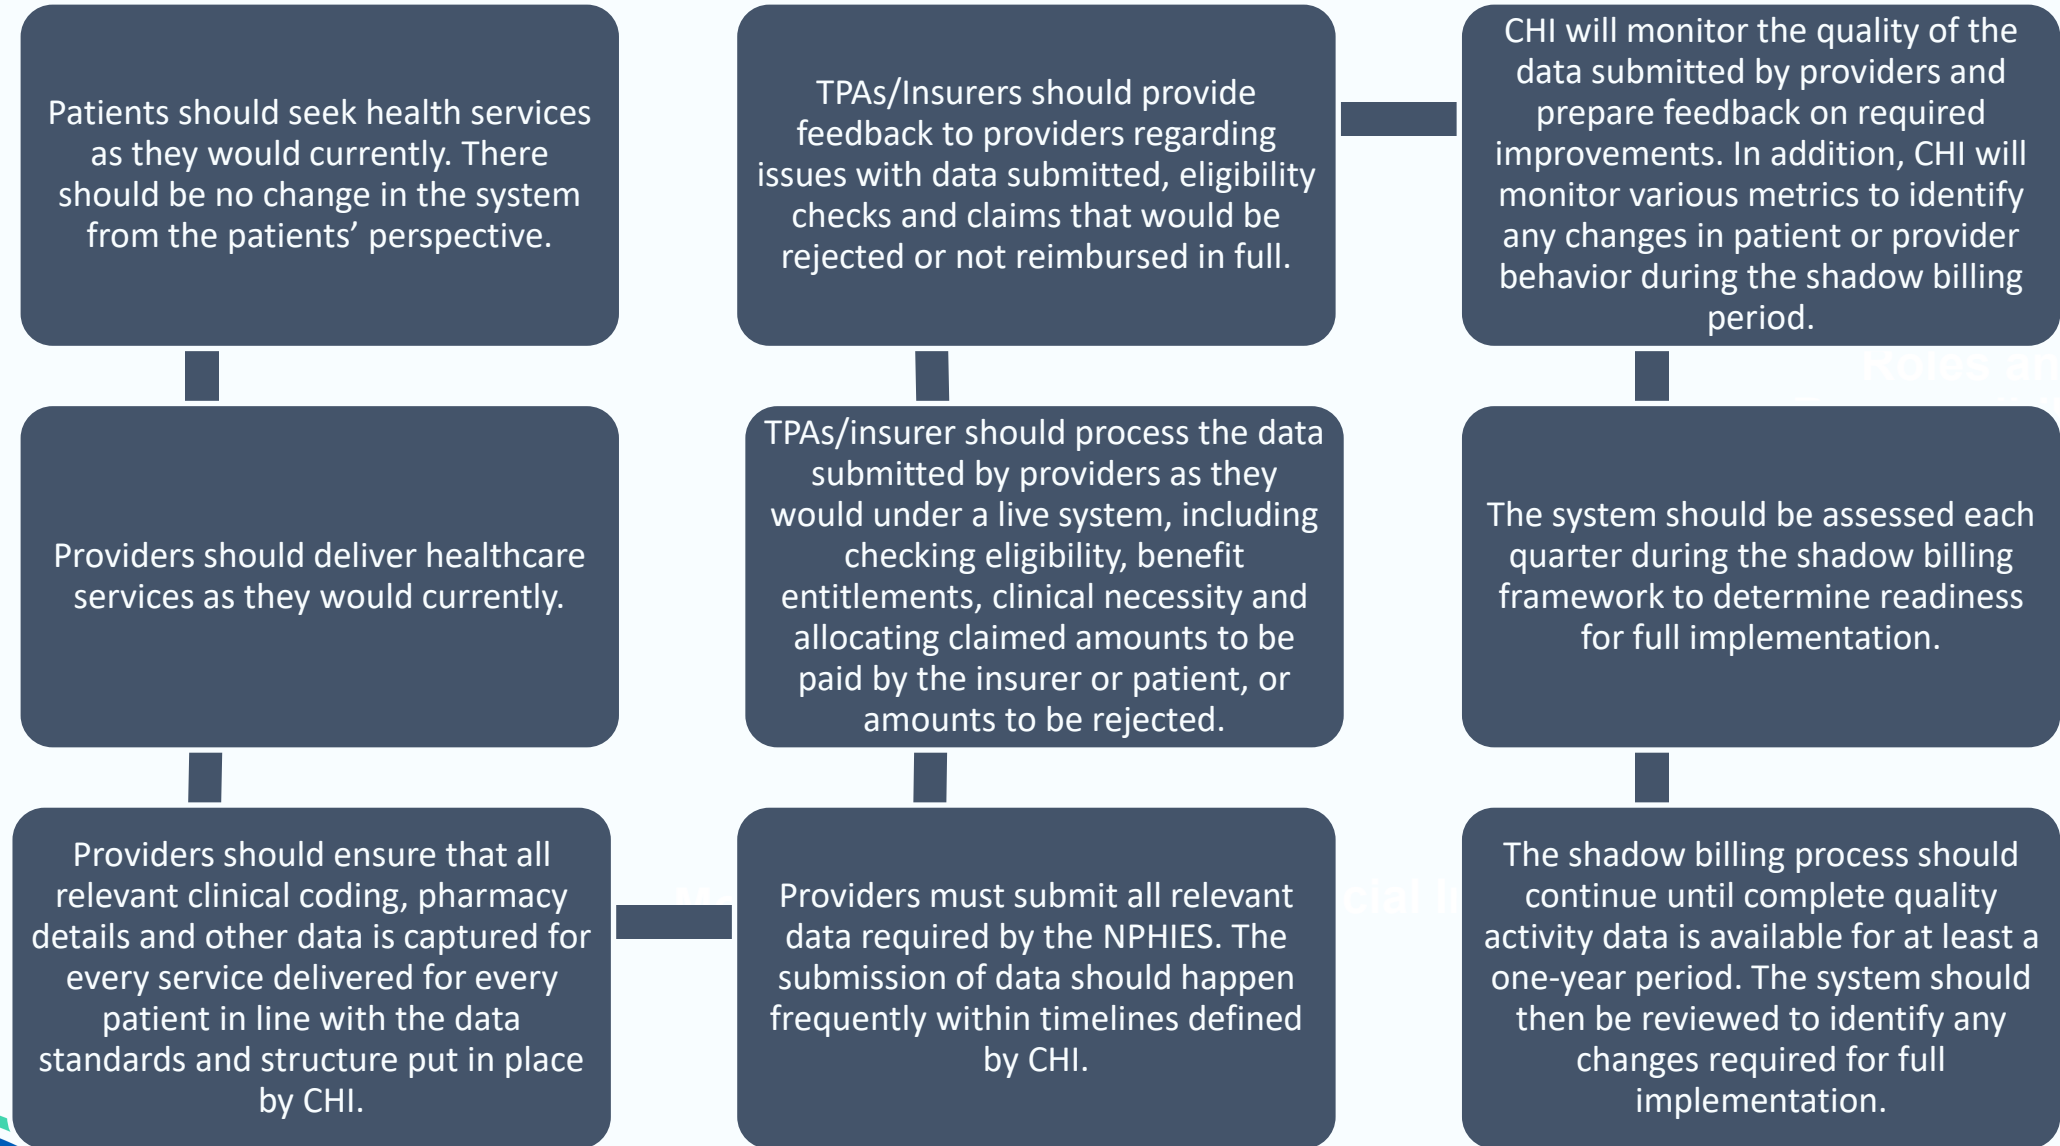 Patients should seek health services
as they would currently. There
should be no change in the system
from the patients’ perspective.
Providers should deliver healthcare
services as they would currently.
Providers should ensure that all
relevant clinical coding, pharmacy
details and other data is captured for
every service delivered for every
patient in line with the data
standards and structure put in place
by CHI.
Providers must submit all relevant
data required by the NPHIES. The
submission of data should happen
frequently within timelines defined
by CHI.
TPAs/insurer should process the data
submitted by providers as they
would under a live system, including
checking eligibility, benefit
entitlements, clinical necessity and
allocating claimed amounts to be
paid by the insurer or patient, or
amounts to be rejected.
TPAs/Insurers should provide
feedback to providers regarding
issues with data submitted, eligibility
checks and claims that would be
rejected or not reimbursed in full.
CHI will monitor the quality of the
data submitted by providers and
prepare feedback on required
improvements. In addition, CHI will
monitor various metrics to identify
any changes in patient or provider
behavior during the shadow billing
period.
The system should be assessed each
quarter during the shadow billing
framework to determine readiness
for full implementation.
The shadow billing process should
continue until complete quality
activity data is available for at least a
one-year period. The system should
then be reviewed to identify any
changes required for full
implementation.
Roles an